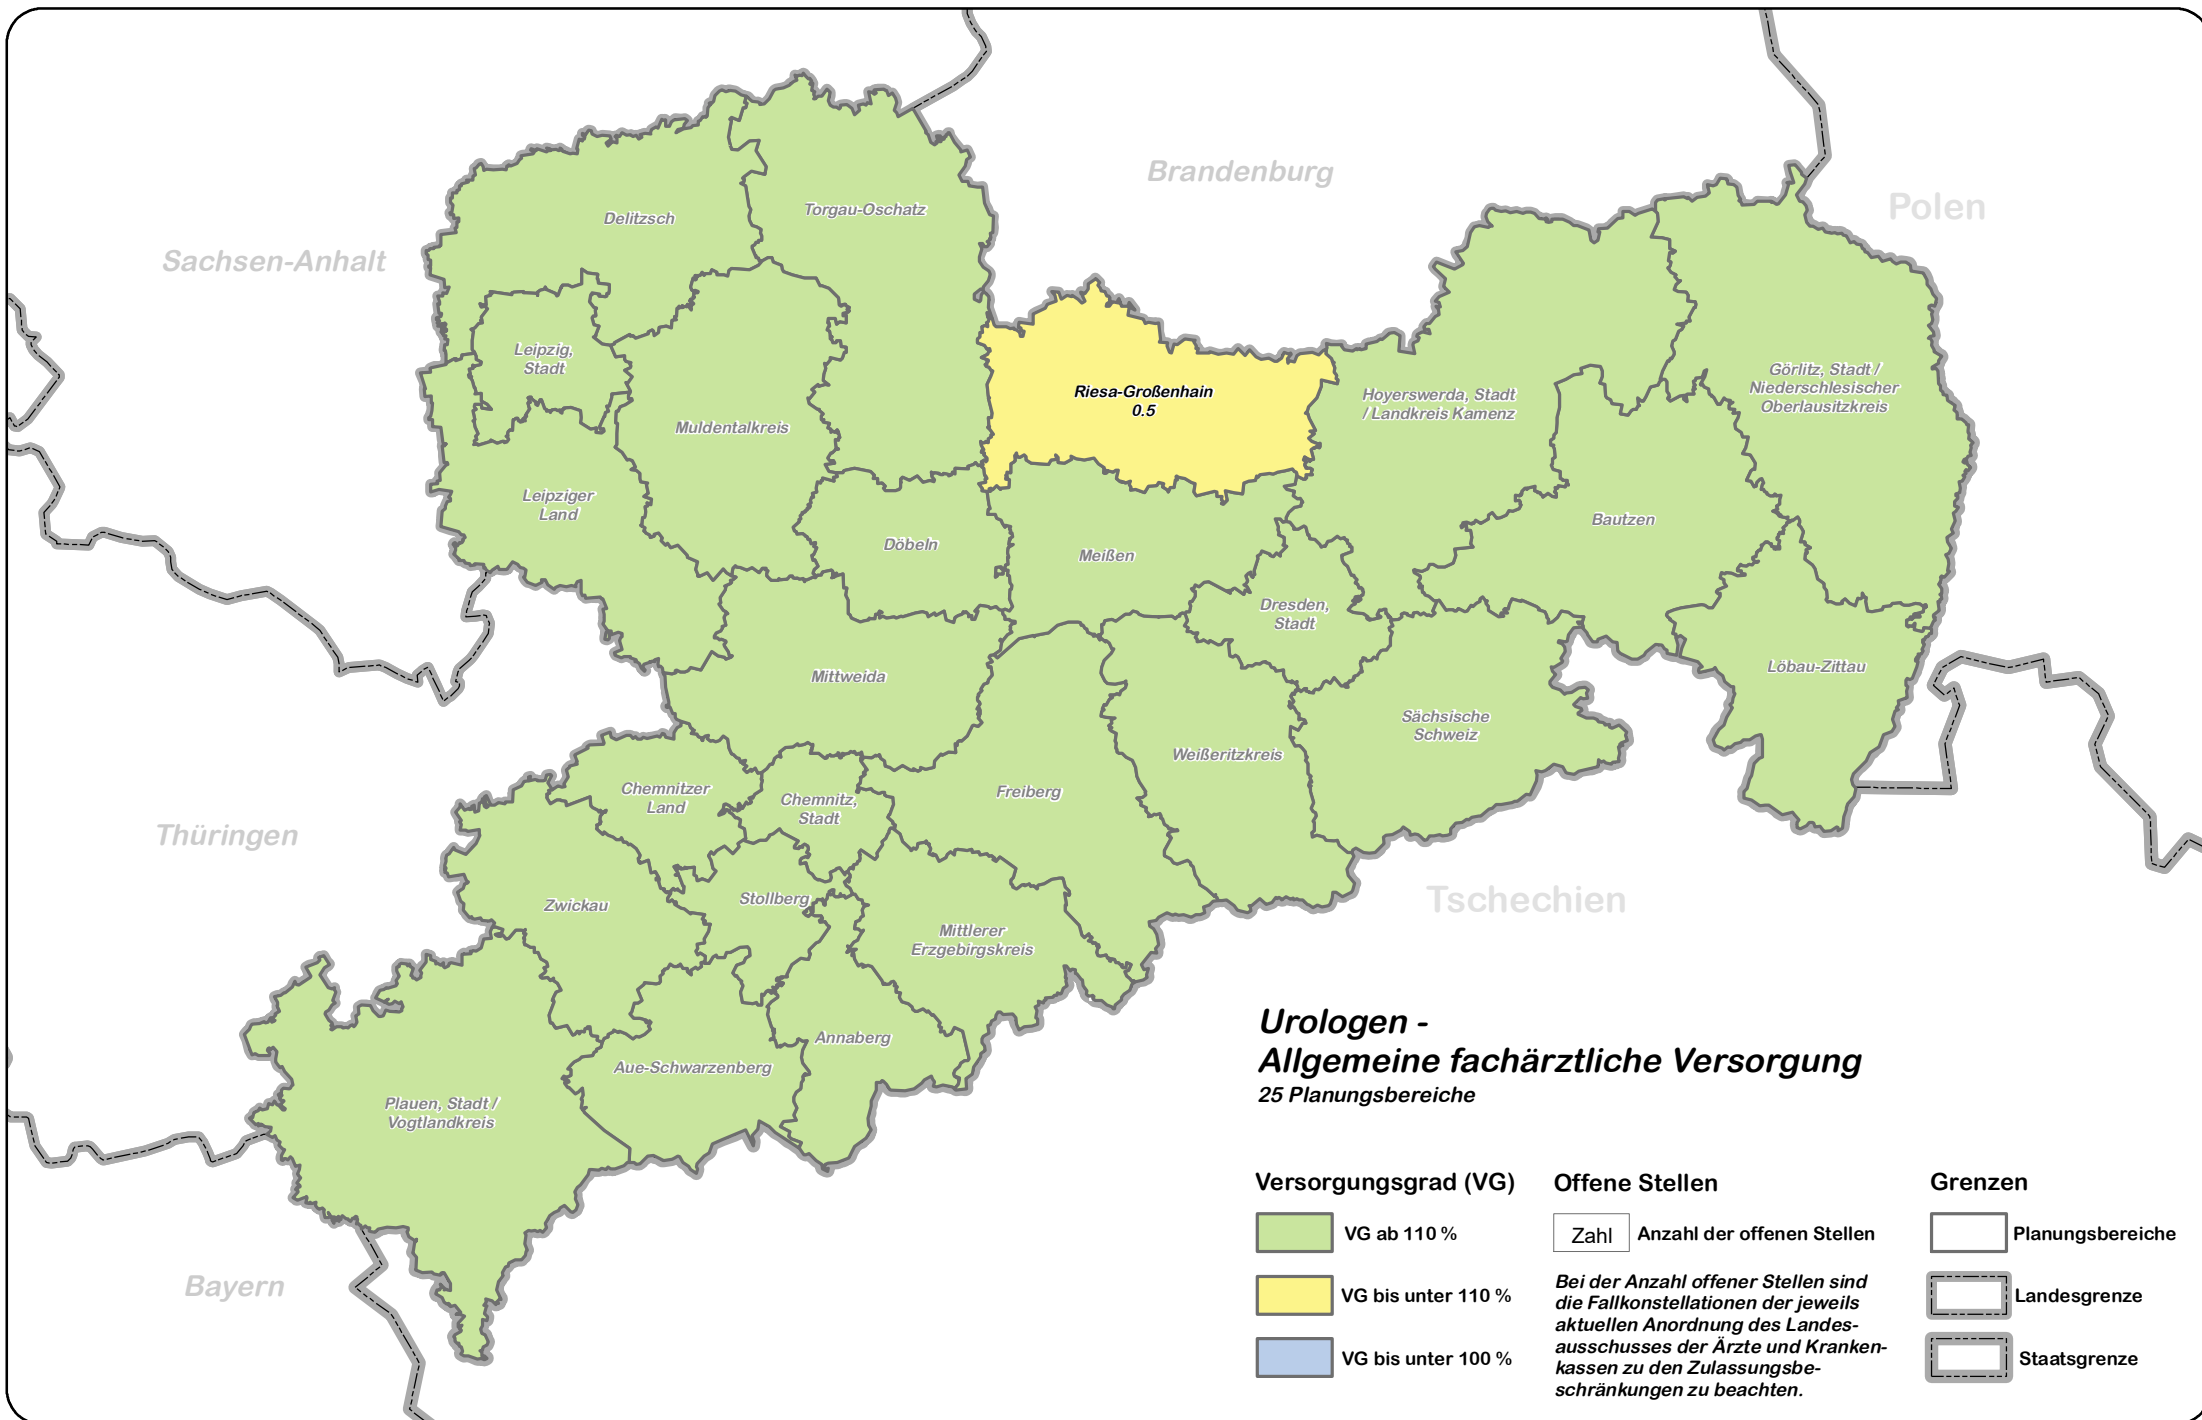 Brandenburg
Polen
Sachsen-Anhalt
Delitzsch
Torgau-Oschatz
Leipzig,
Stadt
Riesa-Großenhain
0.5
Hoyerswerda, Stadt
/ Landkreis Kamenz
Görlitz, Stadt /
Niederschlesischer
Oberlausitzkreis
Muldentalkreis
Leipziger
Land
Döbeln
Meißen
Bautzen
Dresden,
Stadt
Mittweida
Löbau-Zittau
Sächsische
Schweiz
Weißeritzkreis
Chemnitzer
Land
Chemnitz,
Stadt
Freiberg
Thüringen
Zwickau
Stollberg
Mittlerer
Erzgebirgskreis
Tschechien
Annaberg
Aue-Schwarzenberg
Plauen, Stadt /
Vogtlandkreis
Bayern
Urologen -
Allgemeine fachärztliche Versorgung
25 Planungsbereiche
Versorgungsgrad (VG)
VG ab 110 %
VG bis unter 110 %
VG bis unter 100 %
Offene Stellen
Zahl Anzahl der offenen Stellen
Bei der Anzahl offener Stellen sind
die Fallkonstellationen der jeweils
aktuellen Anordnung des Landes-
ausschusses der Ärzte und Kranken-
kassen zu den Zulassungsbe-
schränkungen zu beachten.
Grenzen
Planungsbereiche
Landesgrenze
Staatsgrenze